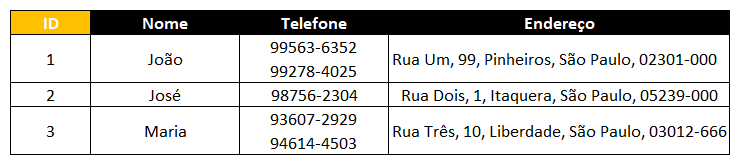 ID Nome Telefone Endereço
1 João 99563-6352 Rua Um, 99, Pinheiros, São Paulo, 02301-000
99278-4025
2 José 98756-2304 Rua Dois, 1, Itaquera, São Paulo, 05239-000
3 Maria 93607-2929 Rua Três, 10, Liberdade, São Paulo, 03012-666
94614-4503